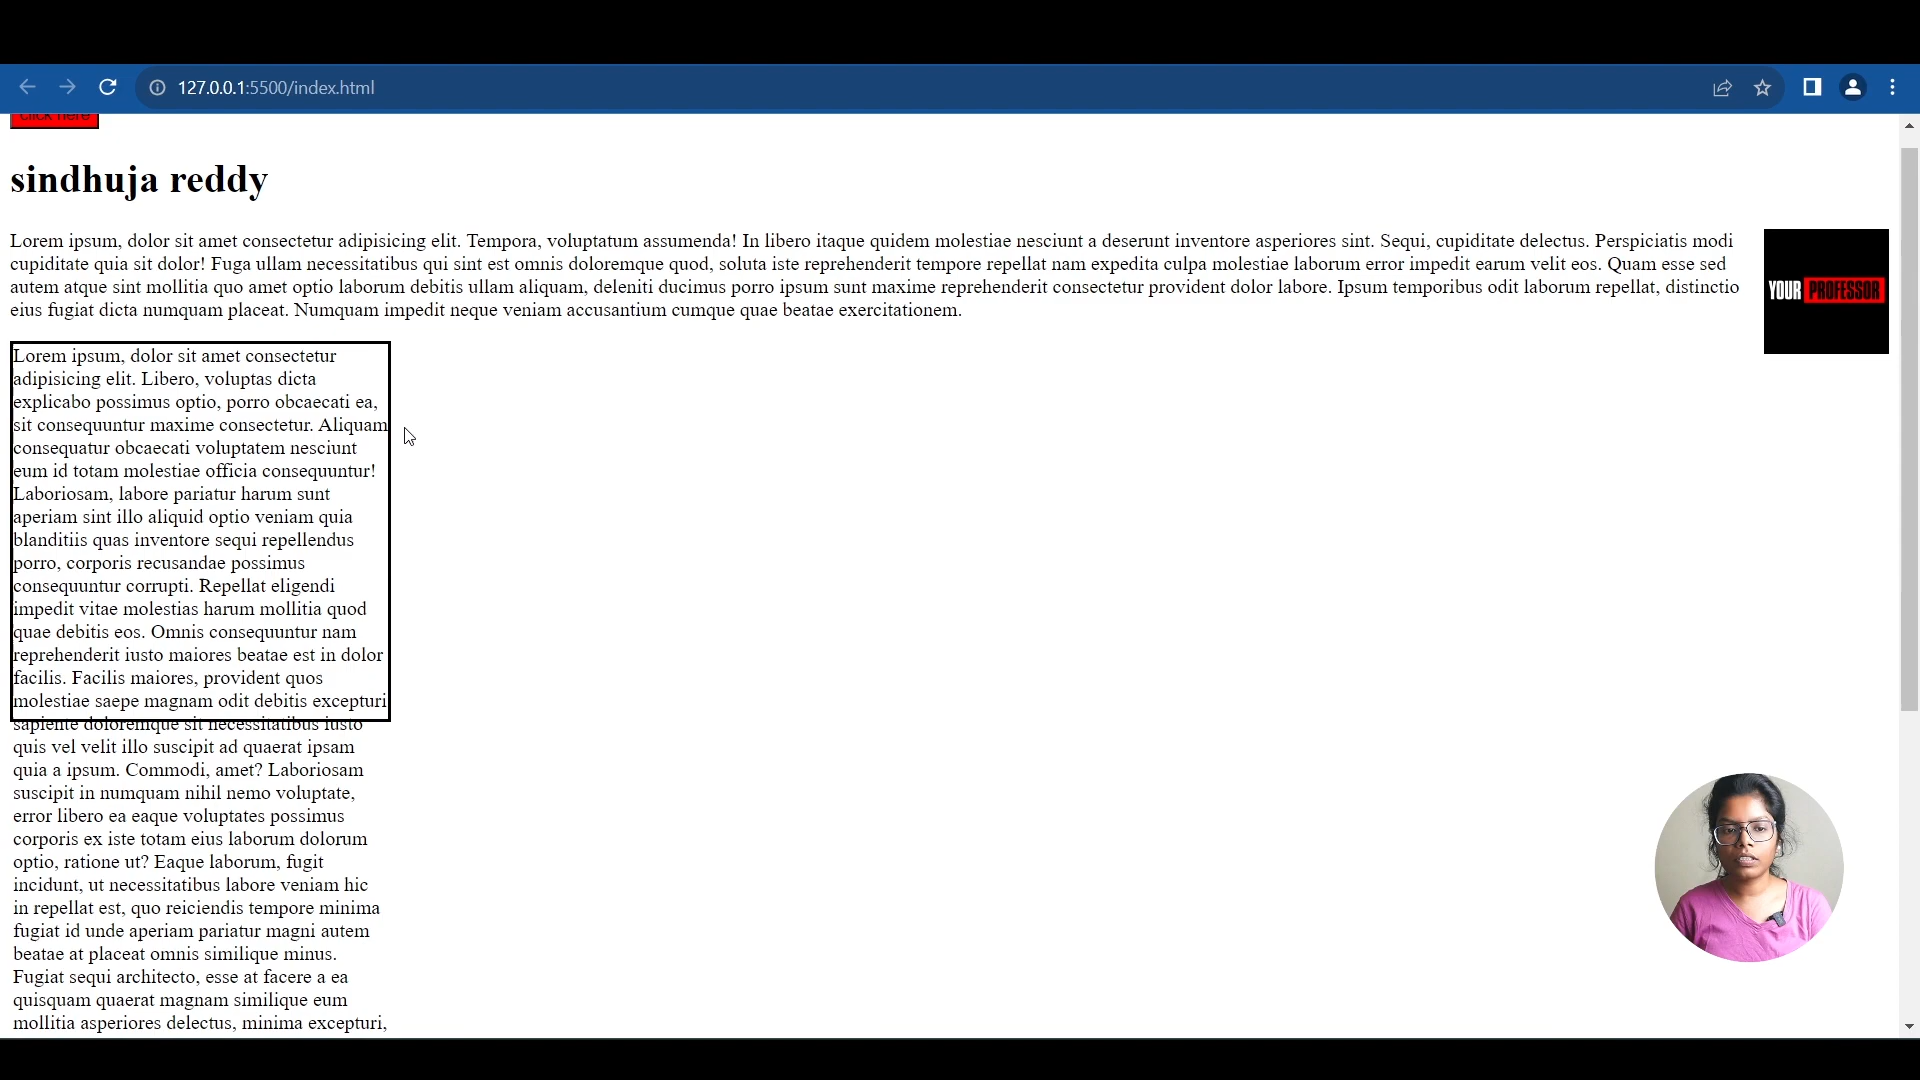 127.0.0.1:5500/index.html
click here
sindhuja reddy
Lorem ipsum, dolor sit amet consectetur adipisicing elit. Tempora, voluptatum assumenda! In libero itaque quidem molestiae nesciunt a deserunt inventore asperiores sint. Sequi, cupiditate delectus. Perspiciatis modi
cupiditate quia sit dolor! Fuga ullam necessitatibus qui sint est omnis doloremque quod, soluta iste reprehenderit tempore repellat nam expedita culpa molestiae laborum error impedit earum velit eos. Quam esse sed
autem atque sint mollitia quo amet optio laborum debitis ullam aliquam, deleniti ducimus porro ipsum sunt maxime reprehenderit consectetur provident dolor labore. Ipsum temporibus odit laborum repellat, distinctio
eius fugiat dicta numquam placeat. Numquam impedit neque veniam accusantium cumque quae beatae exercitationem.
YOUR PROFESSOR
Lorem ipsum, dolor sit amet consectetur
adipisicing elit. Libero, voluptas dicta
explicabo possimus optio, porro obcaecati ea,
sit consequuntur maxime consectetur. Aliquam
consequatur obcaecati voluptatem nesciunt
eum id totam molestiae officia consequuntur!
Laboriosam, labore pariatur harum sunt
aperiam sint illo aliquid optio veniam quia
blanditiis quas inventore sequi repellendus
porro, corporis recusandae possimus
consequuntur corrupti. Repellat eligendi
impedit vitae molestias harum mollitia quod
quae debitis eos. Omnis consequuntur nam
reprehenderit iusto maiores beatae est in dolor
facilis. Facilis maiores, provident quos
molestiae saepe magnam odit debitis excepturi
sapiente doloremque sit necessitatibus iusto
quis vel velit illo suscipit ad quaerat ipsam
quia a ipsum. Commodi, amet? Laboriosam
suscipit in numquam nihil nemo voluptate,
error libero ea eaque voluptates possimus
corporis ex iste totam eius laborum dolorum
optio, ratione ut? Eaque laborum, fugit
incidunt, ut necessitatibus labore veniam hic
in repellat est, quo reiciendis tempore minima
fugiat id unde aperiam pariatur magni autem
beatae at placeat omnis similique minus.
Fugiat sequi architecto, esse at facere a ea
quisquam quaerat magnam similique eum
mollitia asperiores delectus, minima excepturi,